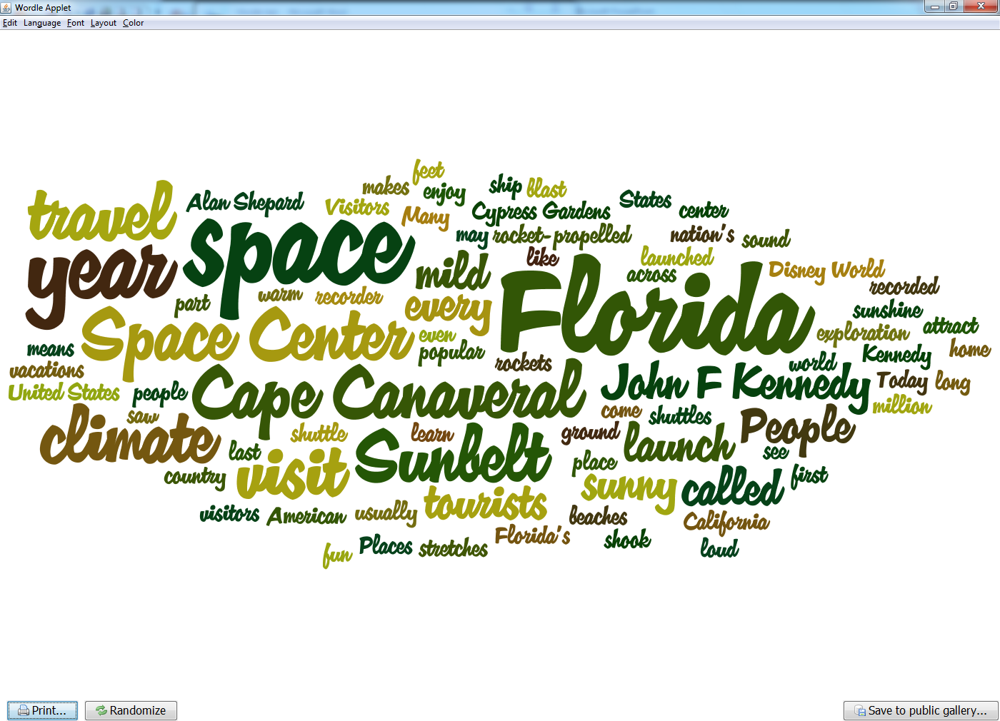 Wordle Applet
Edit Language Font Layout Color
feet
makes enjoy ship blast
travel Alan Shepard Visitors Many Cypress Gardens States center
space may rocket-propelled nation's sound
year mild like launched across Disney World
Florida recorded
part warm recorder every sunshine
Space Center even exploration attract
means popular Kennedy home
vacations rockets world
United States people Cape Canaveral John F Kennedy Today long
saw come shuttles million
climate shuttle learn ground People
last Sunbelt launch see
country visit place first
sunny called
visitors American usually tourists beaches California
Florida's shook
fun Places stretches loud
Print... Randomize Save to public gallery...